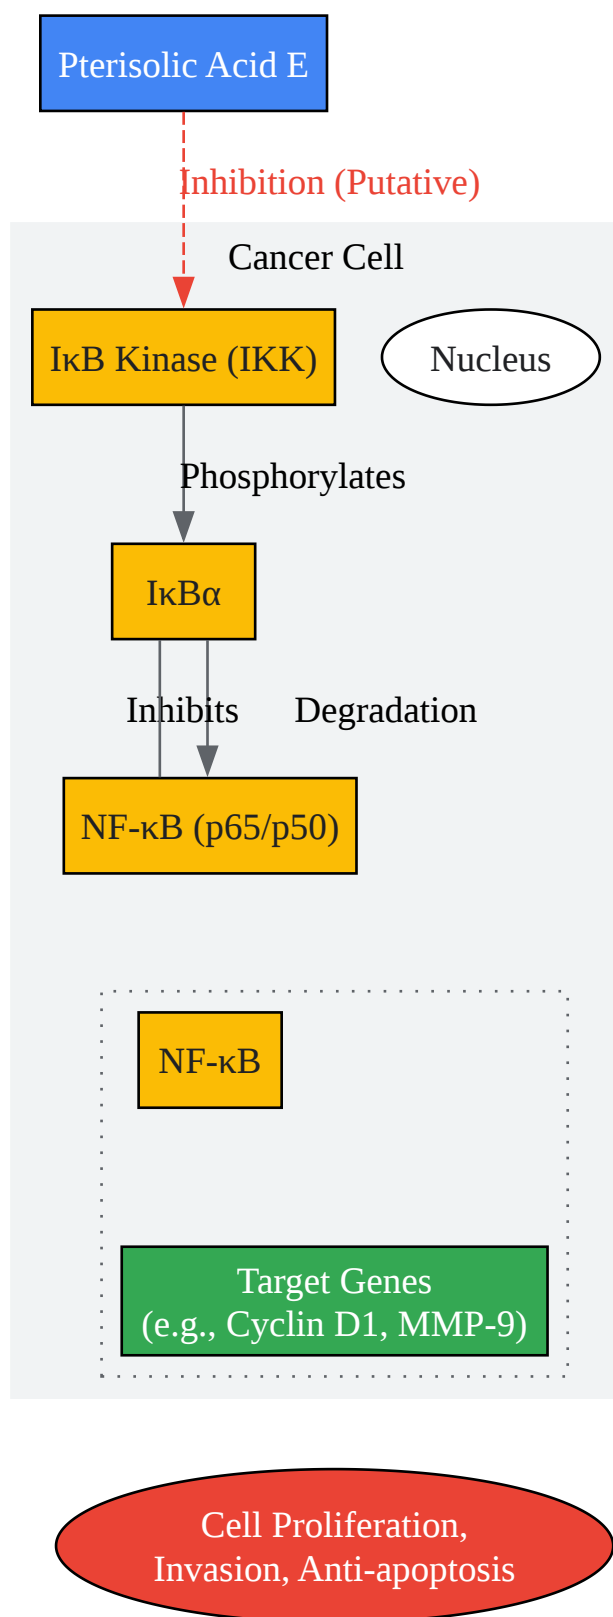 Pterisolic Acid E
Inhibition (Putative)
Cancer Cell
IκB Kinase (IKK)
Nucleus
Phosphorylates
IκBα
Inhibits
Degradation
NF-κB (p65/p50)
NF-κB
Target Genes
(e.g., Cyclin D1, MMP-9)
Cell Proliferation,
Invasion, Anti-apoptosis